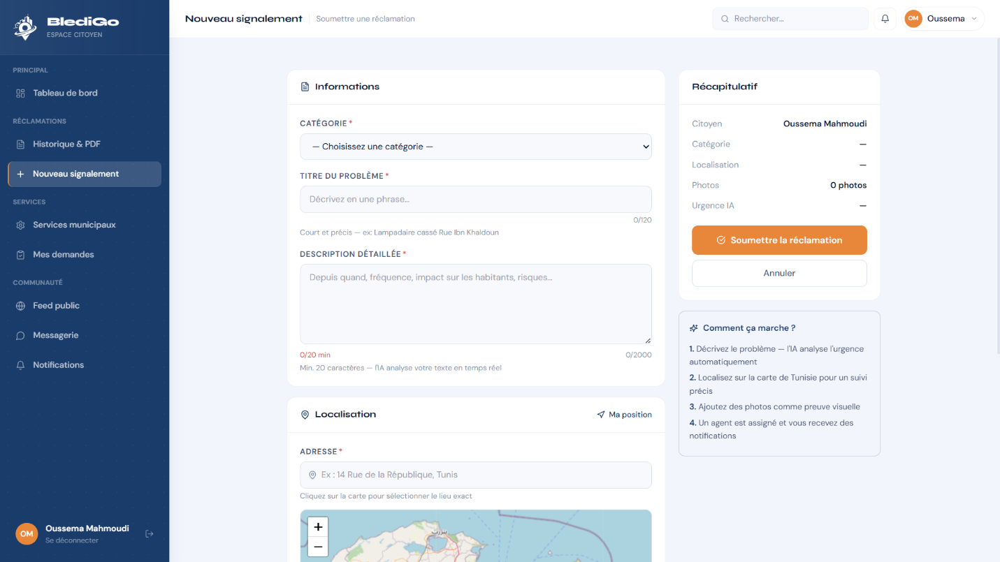 BlediGo
ESPACE CITOYEN
PRINCIPAL
Tableau de bord
RÉCLAMATIONS
Historique & PDF
Nouveau signalement
SERVICES
Services municipaux
Mes demandes
COMMUNAUTÉ
Feed public
Messagerie
Notifications
OM
Oussema Mahmoudi
Se déconnecter
Nouveau signalement
Soumettre une réclamation
Rechercher...
OM
Oussema
Informations
CATÉGORIE *
— Choisissez une catégorie —
TITRE DU PROBLÈME *
Décrivez en une phrase...
0/120
Court et précis — ex: Lampadaire cassé Rue Ibn Khaldoun
DESCRIPTION DÉTAILLÉE *
Depuis quand, fréquence, impact sur les habitants, risques...
0/20 min
0/2000
Min. 20 caractères — l'IA analyse votre texte en temps réel
Localisation
Ma position
ADRESSE *
Ex : 14 Rue de la République, Tunis
Cliquez sur la carte pour sélectionner le lieu exact
+
−
بنزرت
Récapitulatif
Citoyen
Oussema Mahmoudi
Catégorie
—
Localisation
—
Photos
0 photos
Urgence IA
—
Soumettre la réclamation
Annuler
Comment ça marche ?
1. Décrivez le problème — l'IA analyse l'urgence
automatiquement
2. Localisez sur la carte de Tunisie pour un suivi
précis
3. Ajoutez des photos comme preuve visuelle
4. Un agent est assigné et vous recevez des
notifications